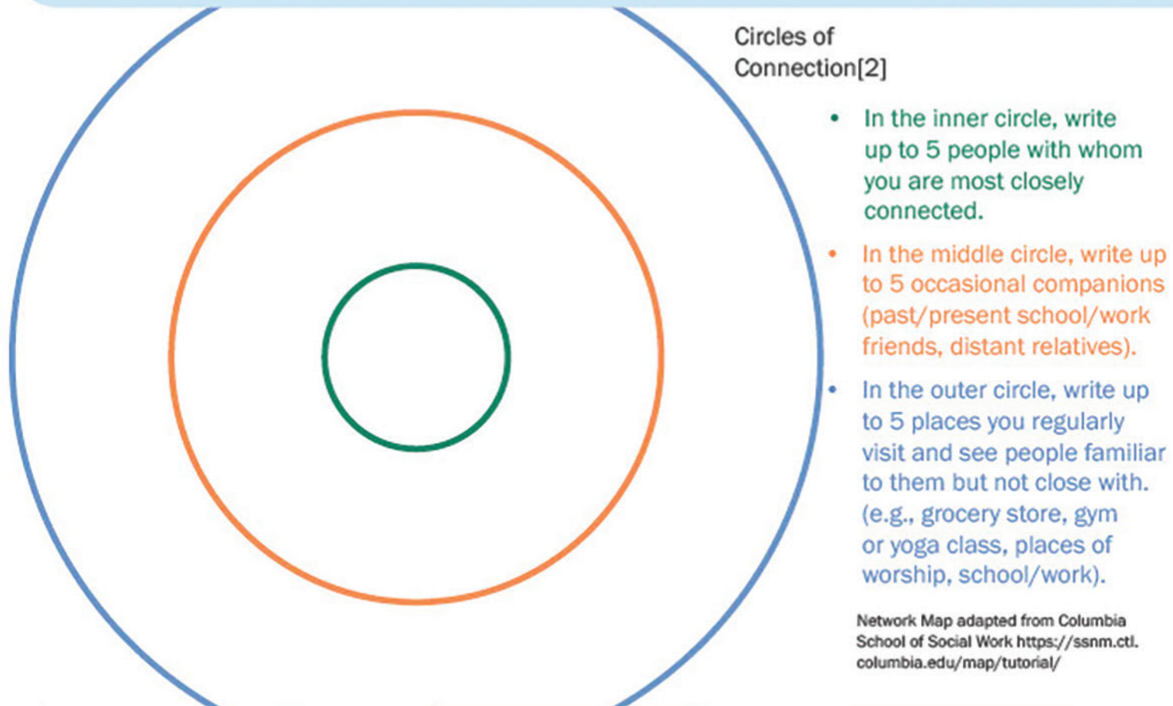 Circles of
Connection[2]
• In the inner circle, write
up to 5 people with whom
you are most closely
connected.
• In the middle circle, write up
to 5 occasional companions
(past/present school/work
friends, distant relatives).
• In the outer circle, write up
to 5 places you regularly
visit and see people familiar
to them but not close with.
(e.g., grocery store, gym
or yoga class, places of
worship, school/work).
Network Map adapted from Columbia
School of Social Work https://ssnm.ctl.
columbia.edu/map/tutorial/